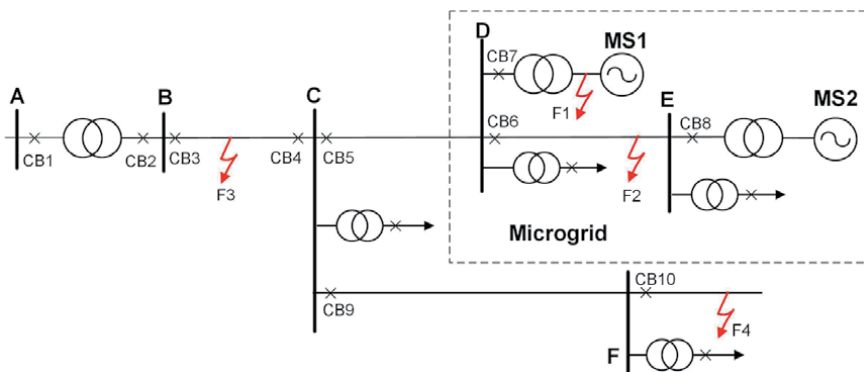 D
MS1
CB7
F1
A
B
C
E
MS2
CB6
CB8
CB1
CB2
CB3
CB4
CB5
F3
F2
Microgrid
CB9
CB10
F4
F